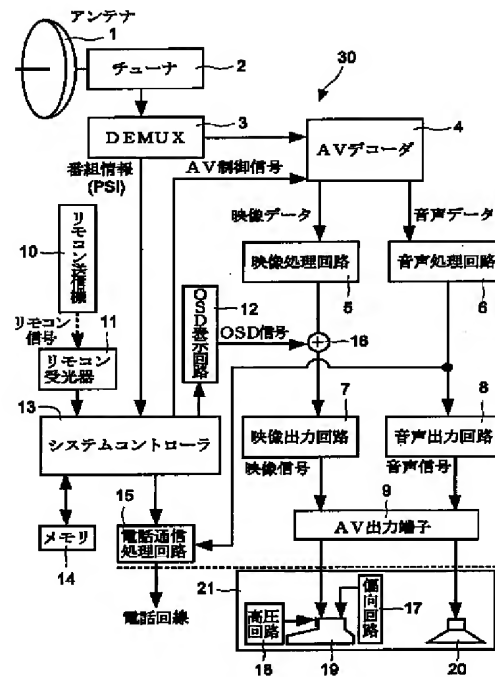 アンテナ
1
チューナ
2
30
DEMUX
3
AVデコーダ
4
番組情報
(PSI)
AV制御信号
映像データ
音声データ
リモコン送信機
10
映像処理回路
5
音声処理回路
6
OSD表示回路
12
OSD信号
16
リモコン
信号
11
リモコン
受光器
13
システムコントローラ
映像出力回路
7
音声出力回路
8
映像信号
音声信号
AV出力端子
9
メモリ
14
15
電話通信
処理回路
電話回線
21
高圧
回路
18
19
偏向回路
17
20